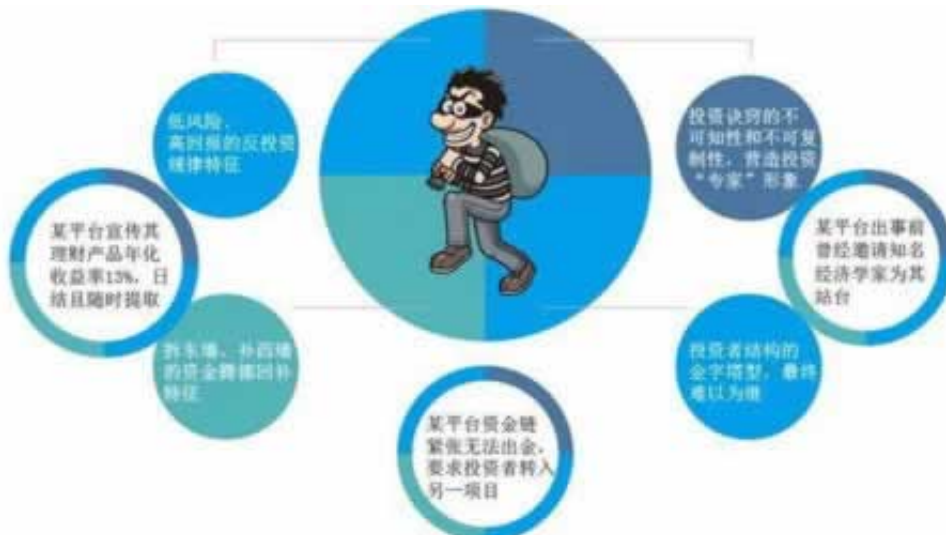 低风险、
高回报的反投资
规律特征
投资诀窍的不
可知性和不可复
制性，营造投资
“专家”形象
某平台宣传其
理财产品年化
收益率13%，日
结且随时提取
某平台出事前
曾经邀请知名
经济学家为其
站台
拆东墙、补西墙
的资金腾挪回补
特征
投资者结构的
金字塔型，最终
难以为继
某平台资金链
紧张无法出金，
要求投资者转入
另一项目